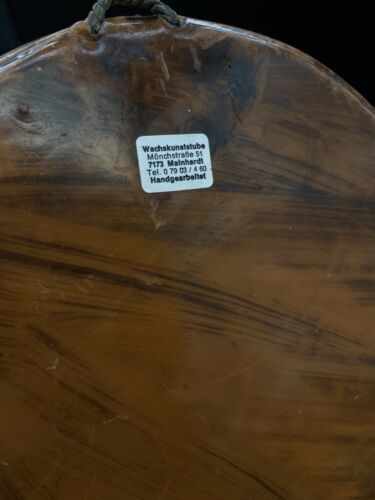 Wachskunststube
Mönchstraße 51
7173 Mainhardt
Tel. 0 79 03 / 4 60
Handgearbeitet